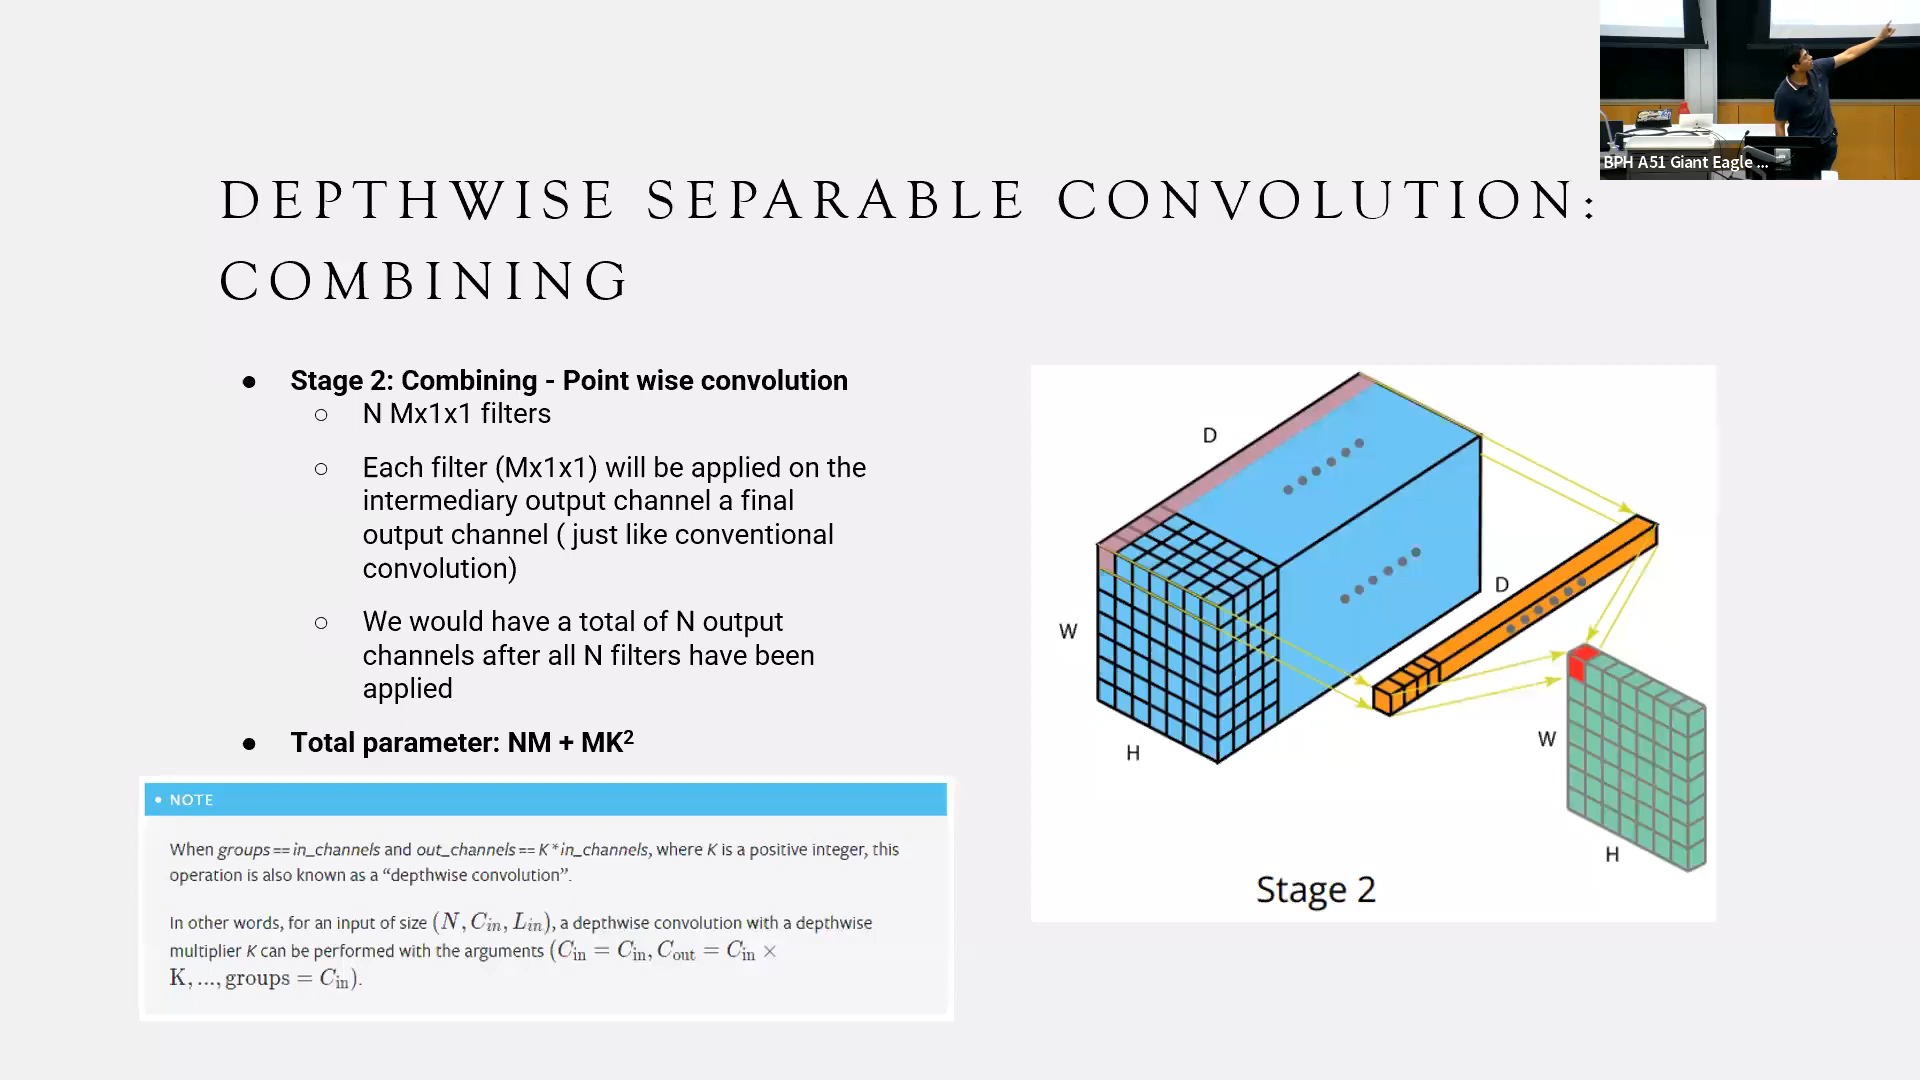 BPH A51 Giant Eagle ...
DEPTHWISE SEPARABLE CONVOLUTION:
COMBINING
● Stage 2: Combining - Point wise convolution
○ N Mx1x1 filters
○ Each filter (Mx1x1) will be applied on the
intermediary output channel a final
output channel ( just like conventional
convolution)
○ We would have a total of N output
channels after all N filters have been
applied
● Total parameter: NM + MK²
• NOTE
When groups == in_channels and out_channels == K * in_channels, where K is a positive integer, this
operation is also known as a “depthwise convolution”.
In other words, for an input of size (N, C_in, L_in), a depthwise convolution with a depthwise
multiplier K can be performed with the arguments (C_in = C_in, C_out = C_in ×
K, ..., groups = C_in).
D
W
H
D
W
H
Stage 2